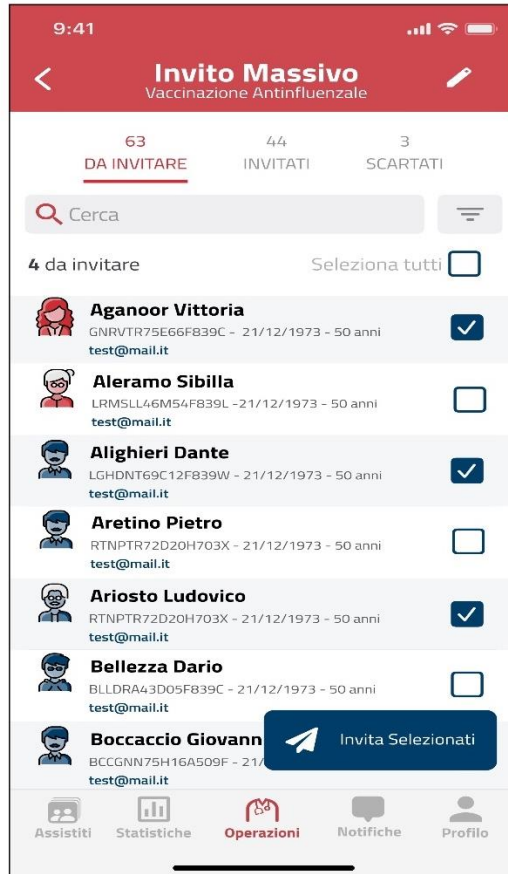 9:41
Invito Massivo
Vaccinazione Antinfluenzale
63 44 3
DA INVITARE INVITATI SCARTATI
Cerca
4 da invitare Seleziona tutti
Aganoor Vittoria
GNRVTR75E66F839C - 21/12/1973 - 50 anni
test@mail.it
Aleramo Sibilla
LRMSLL46M54F839L -21/12/1973 - 50 anni
test@mail.it
Alighieri Dante
LGHDNT69C12F839W - 21/12/1973 - 50 anni
test@mail.it
Aretino Pietro
RTNPTR72D20H703X - 21/12/1973 - 50 anni
test@mail.it
Ariosto Ludovico
RTNPTR72D20H703X - 21/12/1973 - 50 anni
test@mail.it
Bellezza Dario
BLLDRA43D05F839C - 21/12/1973 - 50 anni
test@mail.it
Boccaccio Giovann
BCCGNN75H16A509F - 21/
test@mail.it
Invita Selezionati
Assistiti Statistiche Operazioni Notifiche Profilo